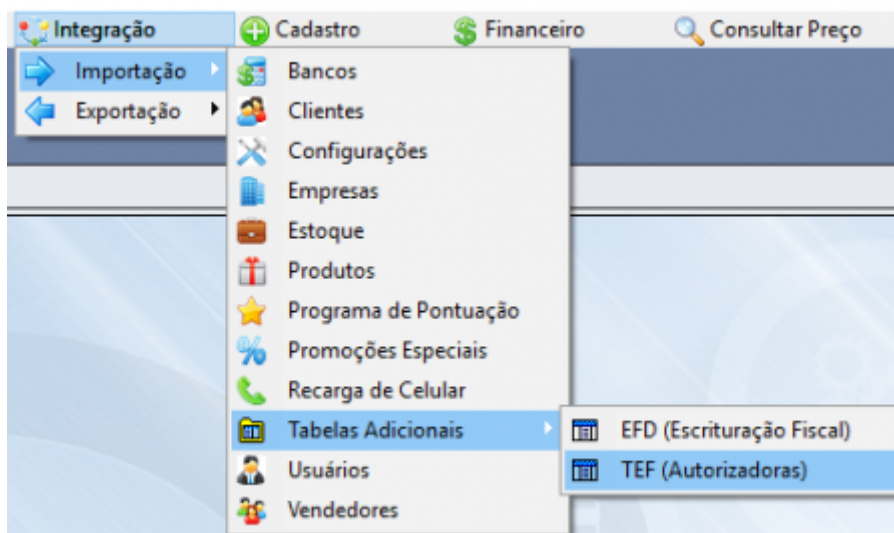 Integração Cadastro Financeiro Consultar Preço
Importação
Exportação
Bancos
Clientes
Configurações
Empresas
Estoque
Produtos
Programa de Pontuação
Promoções Especiais
Recarga de Celular
Tabelas Adicionais
EFD (Escrituração Fiscal)
TEF (Autorizadoras)
Usuários
Vendedores